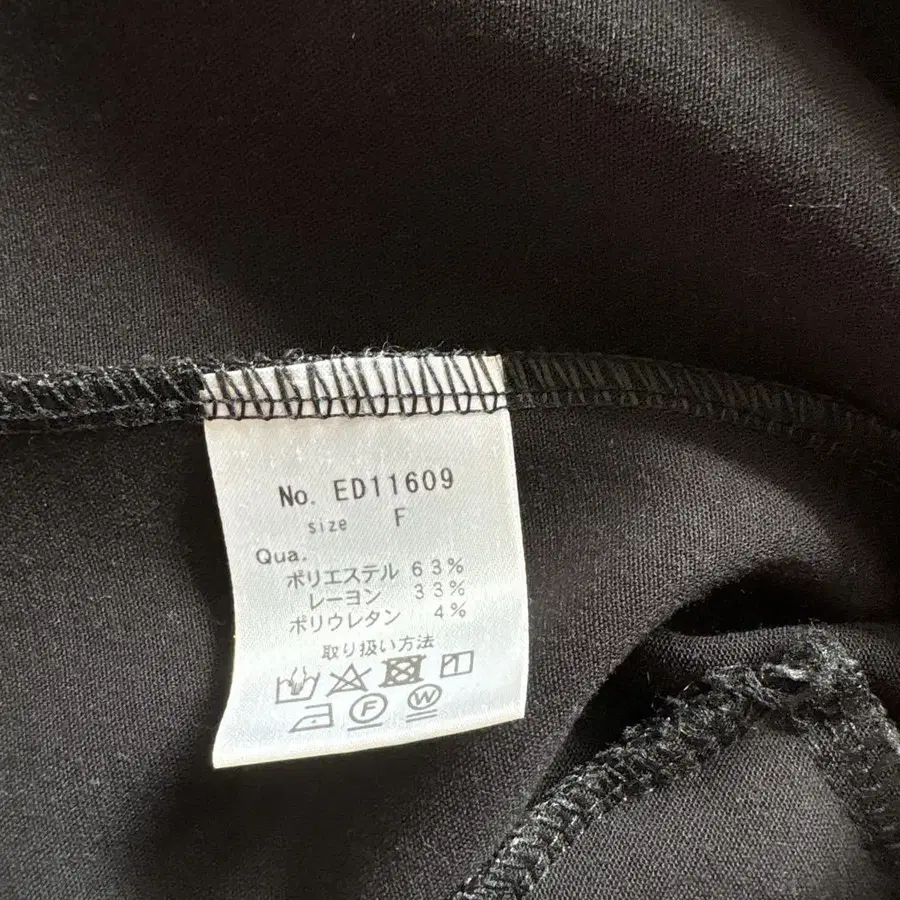 No. ED11609
size F
Qua.
ポリエステル 63%
レーヨン 33%
ポリウレタン 4%
取り扱い方法
F W